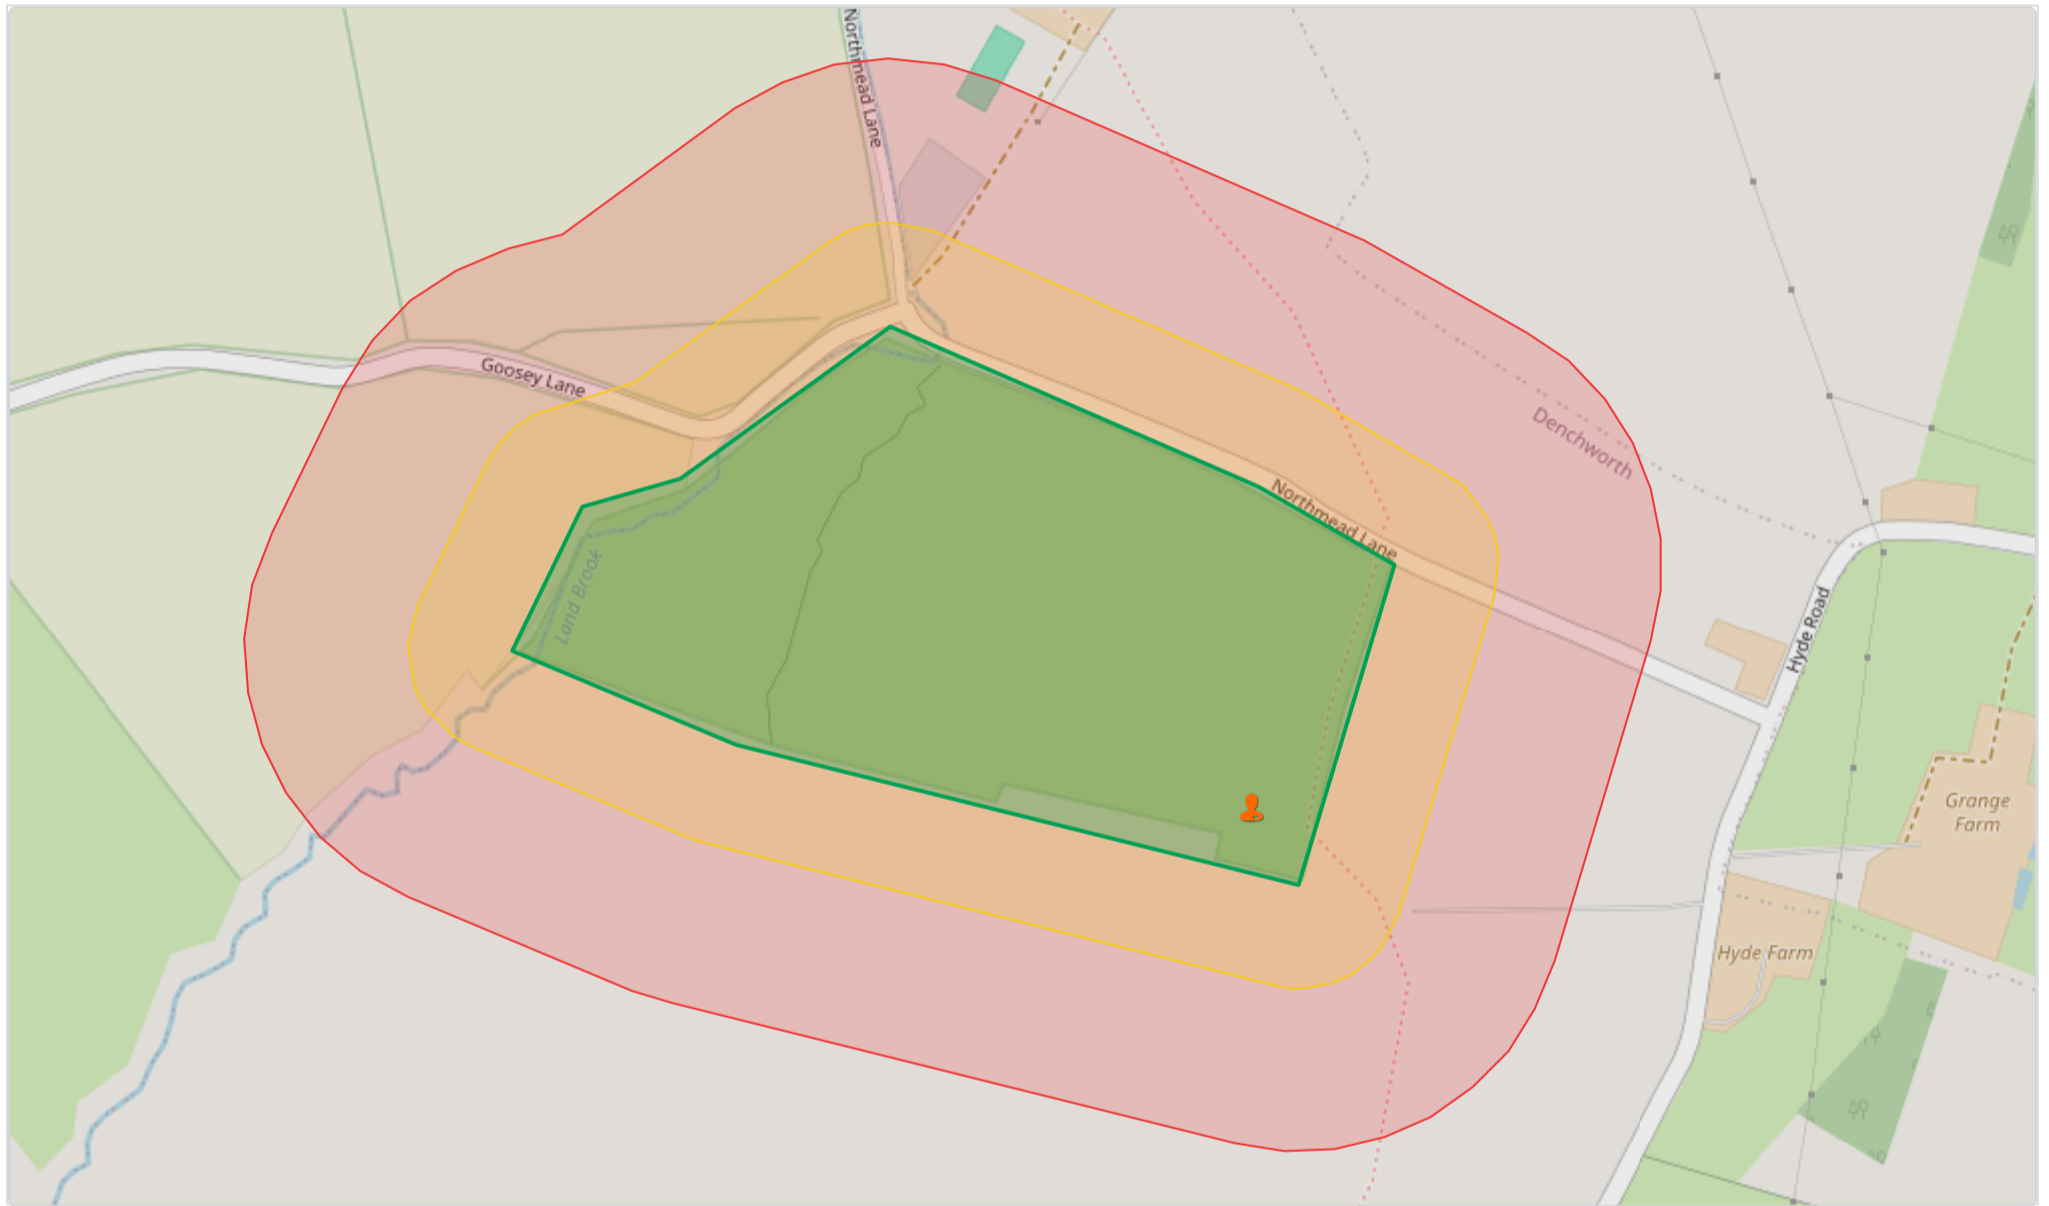 Northmead Lane
Goosey Lane
Denchworth
Northmead Lane
Land Brook
Hyde Road
Grange
Farm
Hyde Farm